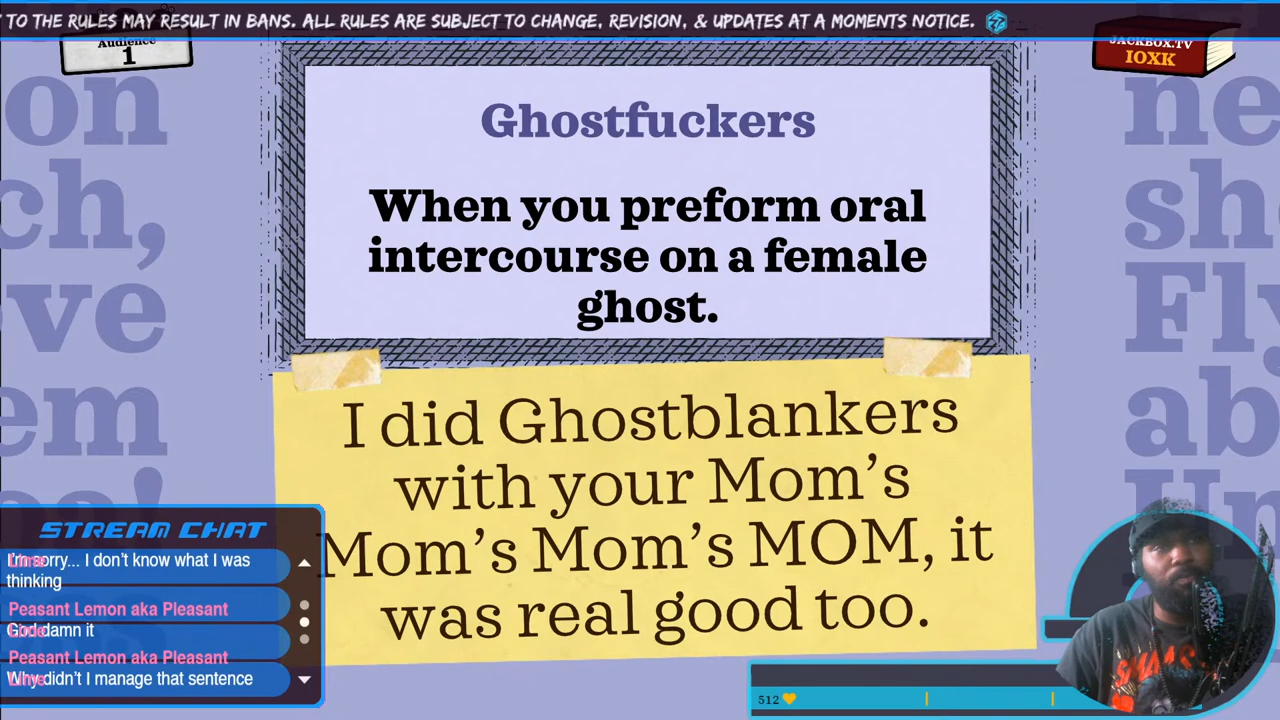 TO THE RULES MAY RESULT IN BANS. ALL RULES ARE SUBJECT TO CHANGE, REVISION, & UPDATES AT A MOMENTS NOTICE.
Audience
1
JACKBOX.TV
IOXK
Ghostfuckers
When you preform oral
intercourse on a female
ghost.
I did Ghostblankers
with your Mom's
Mom's Mom's MOM, it
was real good too.
STREAM CHAT
I'm sorry... I don't know what I was
thinking
Peasant Lemon aka Pleasant
Lime
God damn it
Peasant Lemon aka Pleasant
Lime
Why didn't I manage that sentence
512